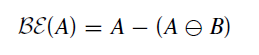 ℬℰ(A) = A − (A ⊖ B)